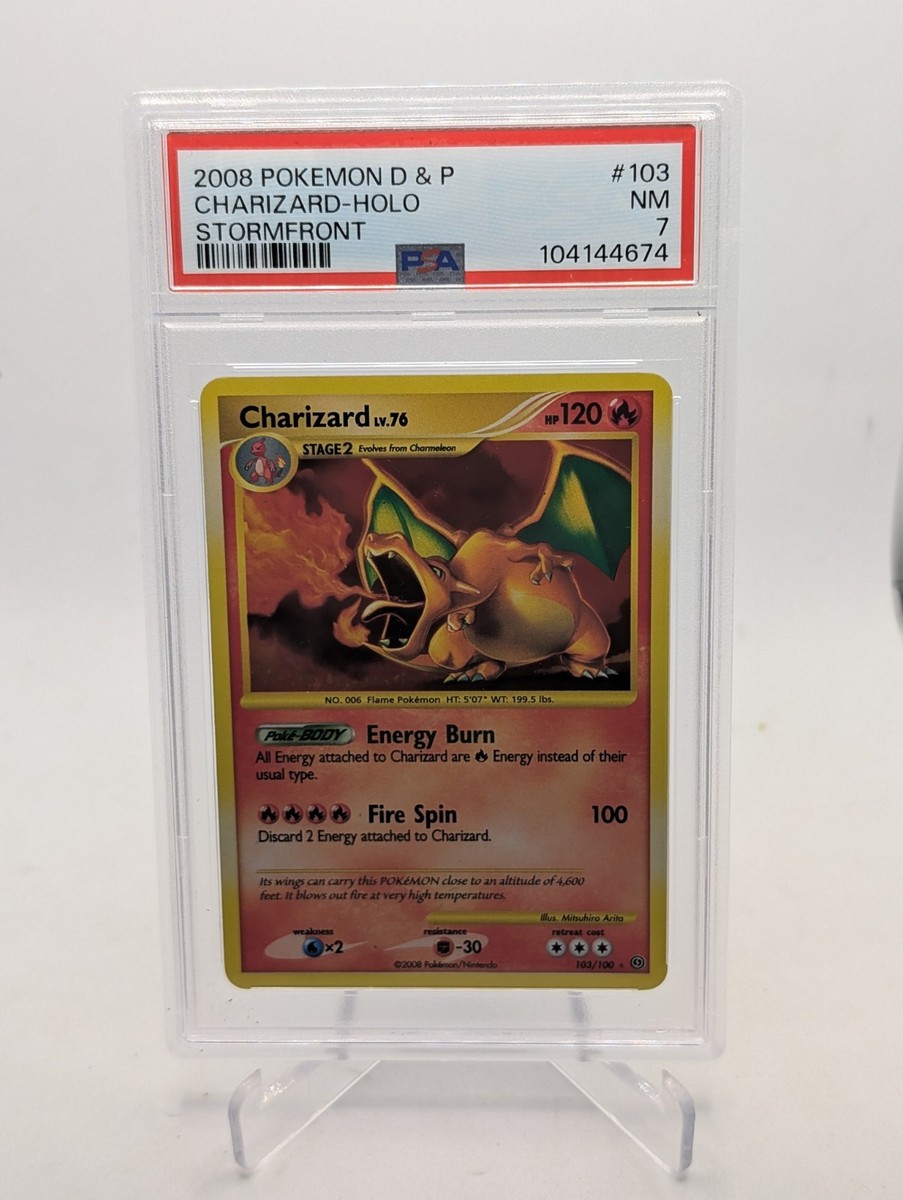 2008 POKEMON D & P #103
CHARIZARD-HOLO NM
STORMFRONT 7
PSA 104144674
Charizard LV.76 HP 120
STAGE 2 Evolves from Charmeleon
NO. 006 Flame Pokémon HT: 5'07" WT: 199.5 lbs.
Poké-BODY Energy Burn
All Energy attached to Charizard are Energy instead of their
usual type.
Fire Spin 100
Discard 2 Energy attached to Charizard.
Its wings can carry this POKéMON close to an altitude of 4,600
feet. It blows out fire at very high temperatures.
Illus. Mitsuhiro Arita
weakness resistance retreat cost
×2 -30
©2008 Pokémon/Nintendo 103/100